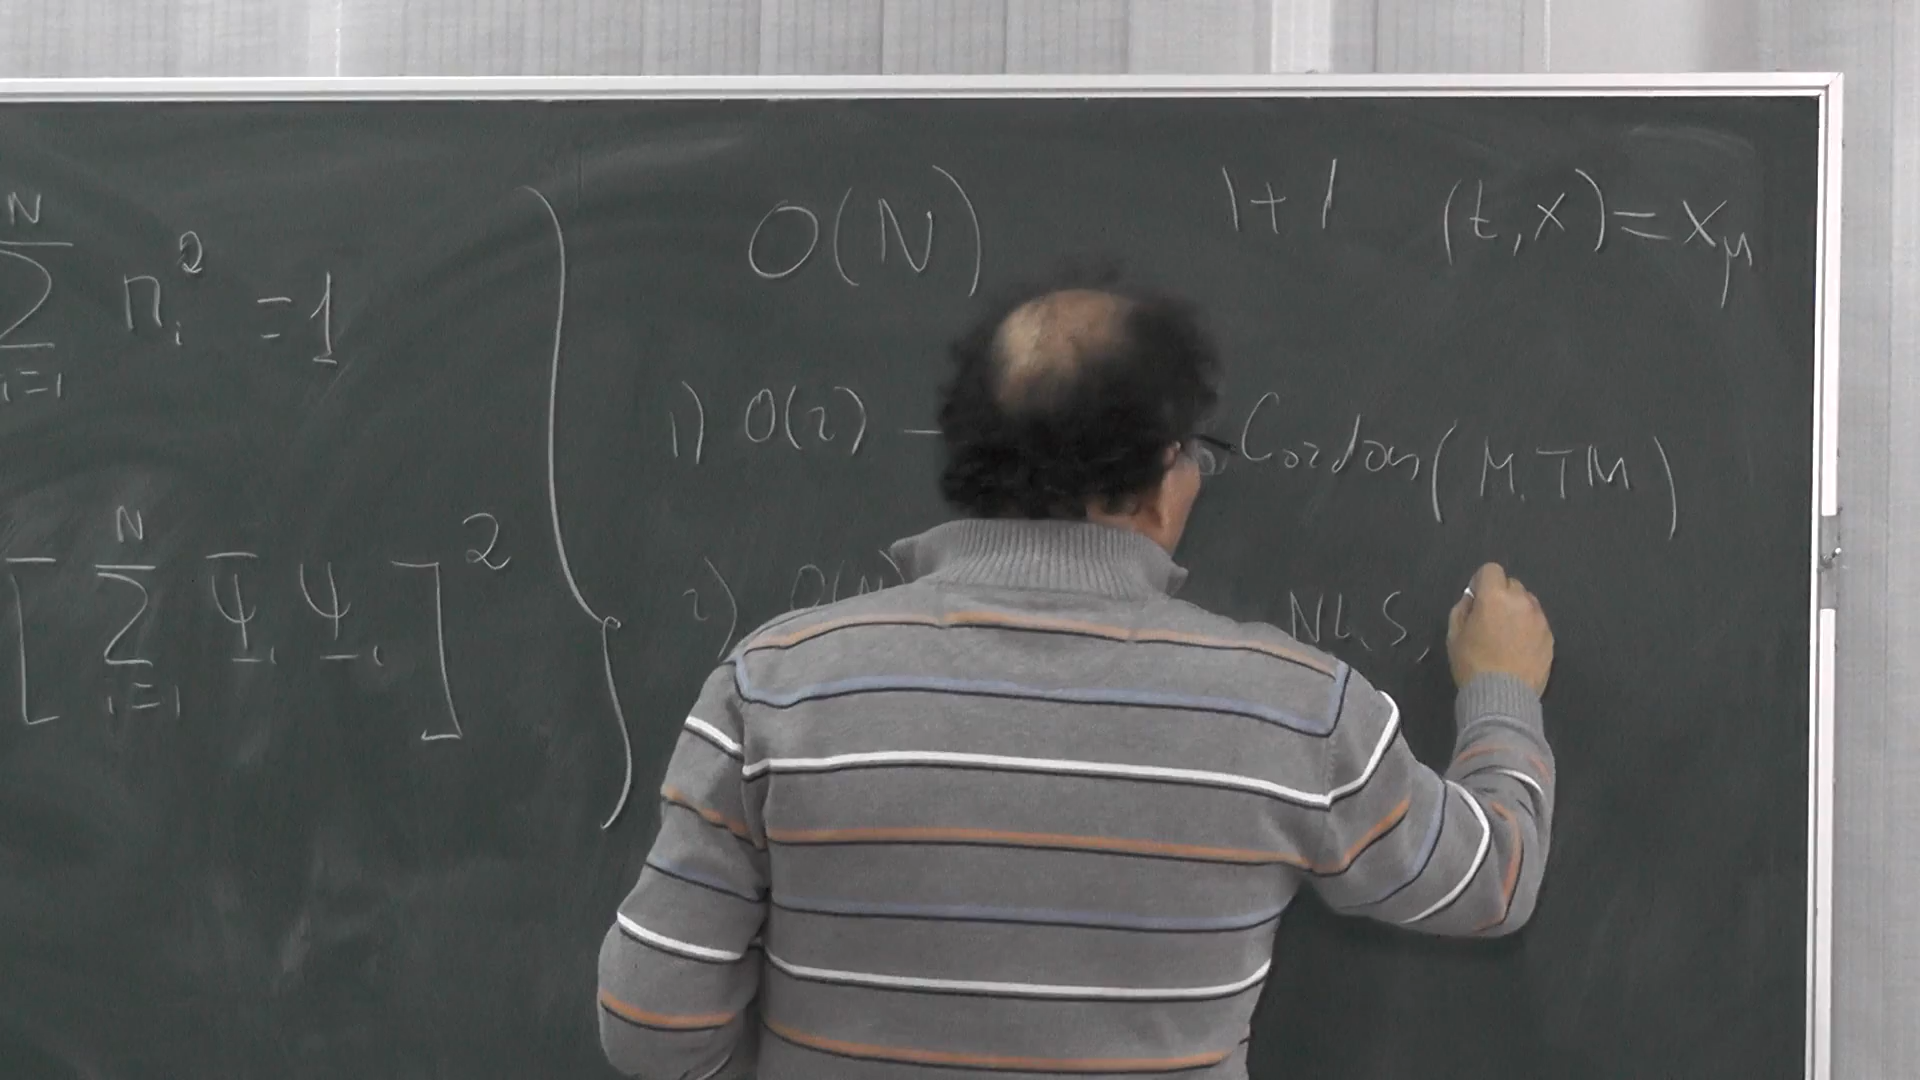 N
∑ n_i^2 = 1
i=1
[ N ]^2
∑ Ψ̄_i Ψ_i
i=1
O(N) 1+1 (t,x)=x_μ
1) O(2) – Gordon (M.TM)
2) O(N) NLS,